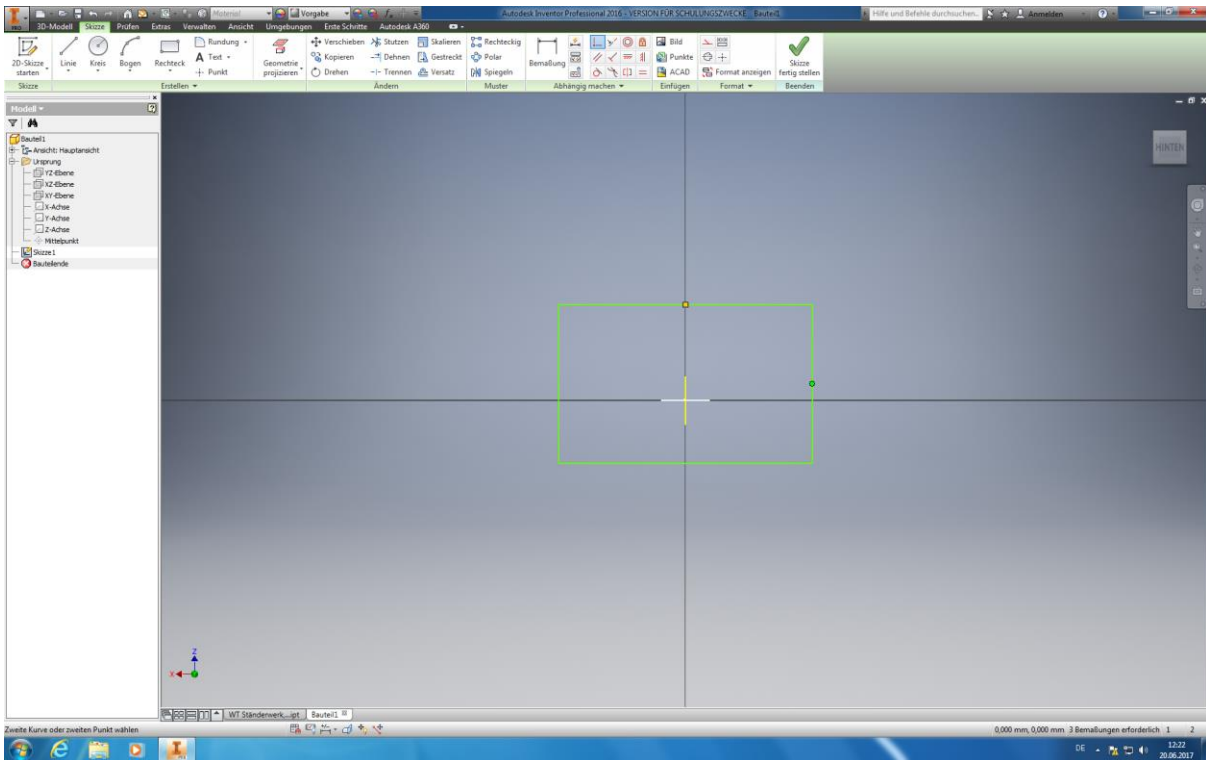 Material
Vorgabe
Autodesk Inventor Professional 2016 - VERSION FÜR SCHULUNGSZWECKE Bauteil1
Hilfe und Befehle durchsuchen...
Anmelden
3D-Modell Skizze Prüfen Extras Verwalten Ansicht Umgebungen Erste Schritte Autodesk A360
2D-Skizze starten
Linie
Kreis
Bogen
Rechteck
Rundung
Text
Punkt
Geometrie projizieren
Verschieben Stutzen Skalieren
Kopieren Dehnen Gestreckt
Drehen Trennen Versatz
Rechteckig
Polar
Spiegeln
Bemaßung
Bild
Punkte
ACAD
Format anzeigen
Skizze fertig stellen
Skizze Erstellen Ändern Muster Abhängig machen Einfügen Format Beenden
Modell
Bauteil1
Ansicht: Hauptansicht
Ursprung
YZ-Ebene
XZ-Ebene
XY-Ebene
X-Achse
Y-Achse
Z-Achse
Mittelpunkt
Skizze1
Bauteilende
HINTEN
Z
X
WT Ständerwerk,...ipt Bauteil1
Zweite Kurve oder zweiten Punkt wählen
0,000 mm, 0,000 mm 3 Bemaßungen erforderlich 1 2
DE
12:22
20.06.2017